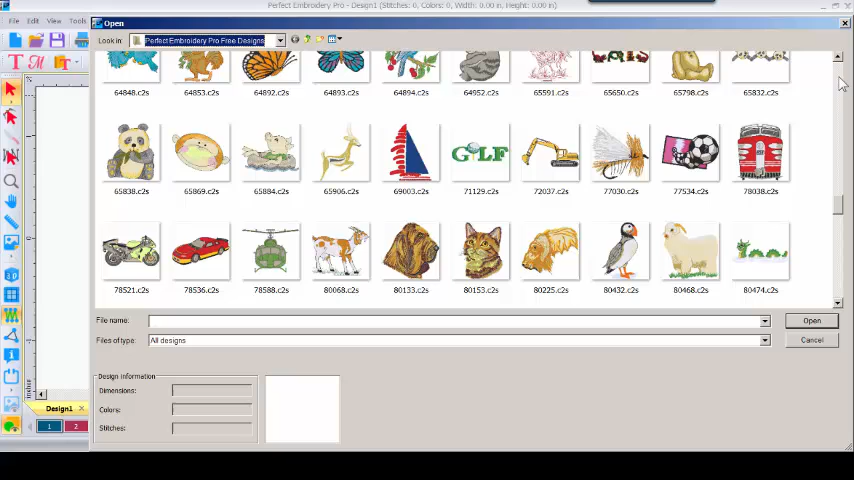 Perfect Embroidery Pro - Design1 (Stitches: 0, Colors: 0, Width: 0.00 in, Height: 0.00 in)
File Edit View Tools
Open
Look in: Perfect Embroidery Pro Free Designs
64848.c2s 64853.c2s 64892.c2s 64893.c2s 64894.c2s 64952.c2s 65591.c2s 65650.c2s 65798.c2s 65832.c2s
GOLF
65838.c2s 65869.c2s 65884.c2s 65906.c2s 69003.c2s 71129.c2s 72037.c2s 77030.c2s 77534.c2s 78038.c2s
78521.c2s 78536.c2s 78588.c2s 80068.c2s 80133.c2s 80153.c2s 80225.c2s 80432.c2s 80468.c2s 80474.c2s
File name: Open
Files of type: All designs Cancel
Design Information
Dimensions:
Colors:
Stitches:
inches
Design1
1 2